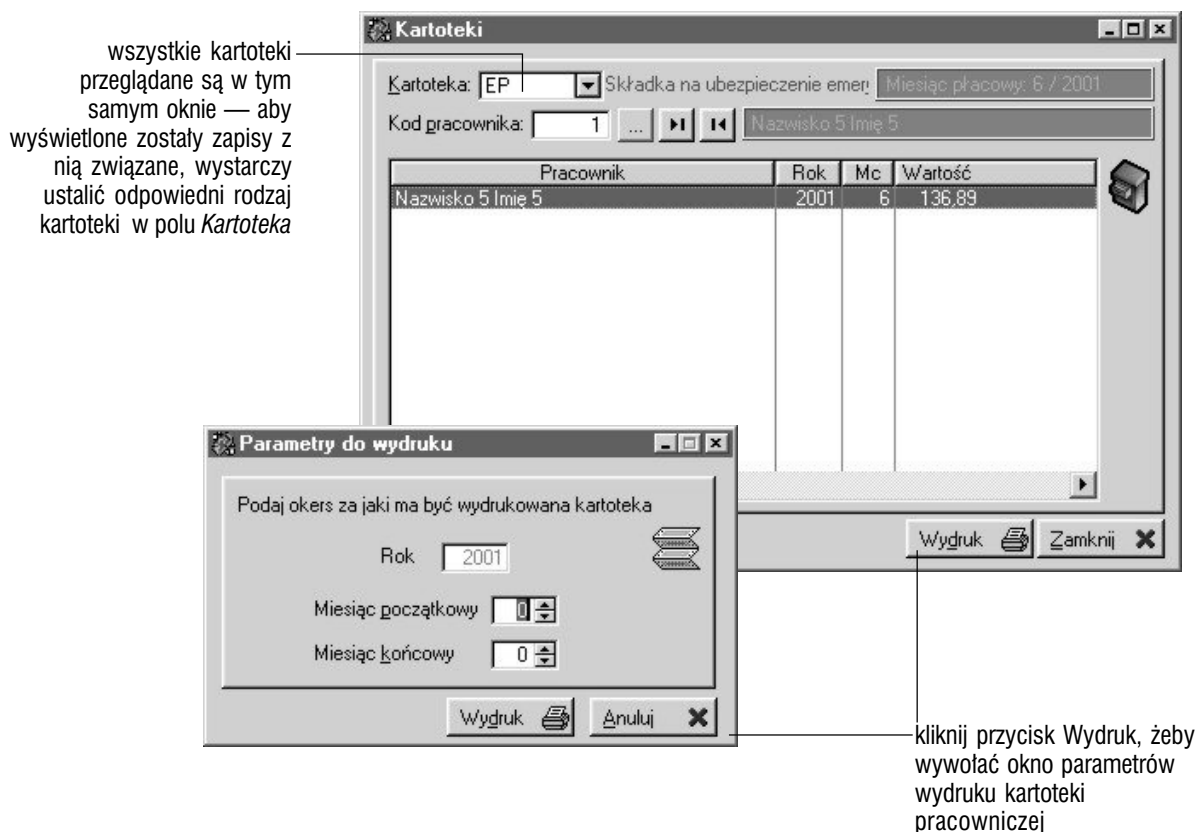 wszystkie kartoteki
przeglądane są w tym
samym oknie — aby
wyświetlone zostały zapisy z
nią związane, wystarczy
ustalić odpowiedni rodzaj
kartoteki w polu Kartoteka
Kartoteki
Kartoteka: EP Składka na ubezpieczenie emer Miesiąc płacowy: 6 / 2001
Kod pracownika: 1 ... Nazwisko 5 Imię 5
Pracownik Rok Mc Wartość
Nazwisko 5 Imię 5 2001 6 136,89
Wydruk Zamknij
Parametry do wydruku
Podaj okers za jaki ma być wydrukowana kartoteka
Rok 2001
Miesiąc początkowy 0
Miesiąc końcowy 0
Wydruk Anuluj
kliknij przycisk Wydruk, żeby
wywołać okno parametrów
wydruku kartoteki
pracowniczej